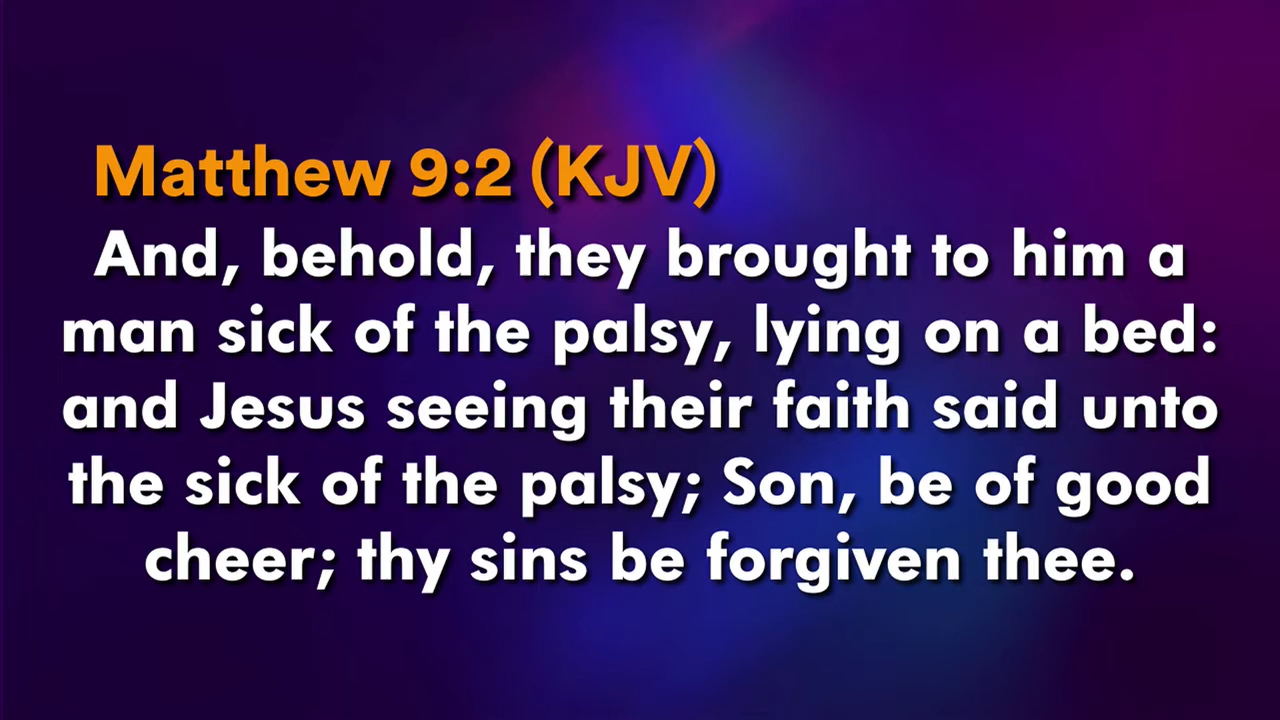 Matthew 9:2 (KJV)
And, behold, they brought to him a
man sick of the palsy, lying on a bed:
and Jesus seeing their faith said unto
the sick of the palsy; Son, be of good
cheer; thy sins be forgiven thee.